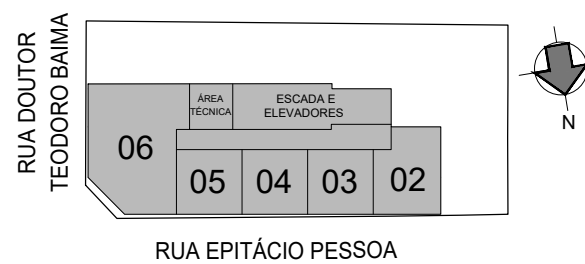 RUA DOUTOR
TEODORO BAIMA
ÁREA
TÉCNICA
ESCADA E
ELEVADORES
06
05
04
03
02
N
RUA EPITÁCIO PESSOA